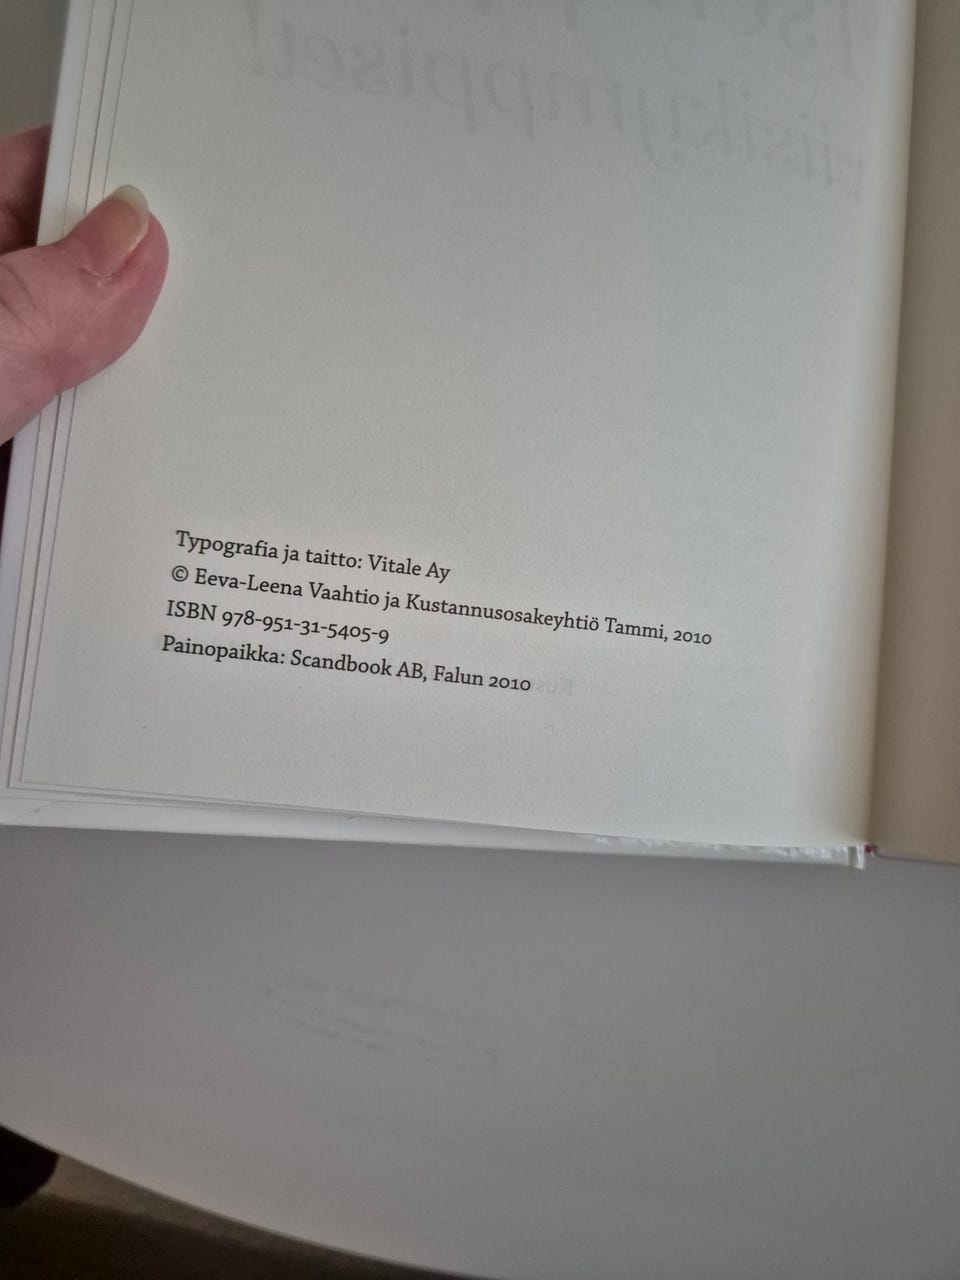 viisikymppiset!
Typografia ja taitto: Vitale Ay
© Eeva-Leena Vaahtio ja Kustannusosakeyhtiö Tammi, 2010
ISBN 978-951-31-5405-9
Painopaikka: Scandbook AB, Falun 2010